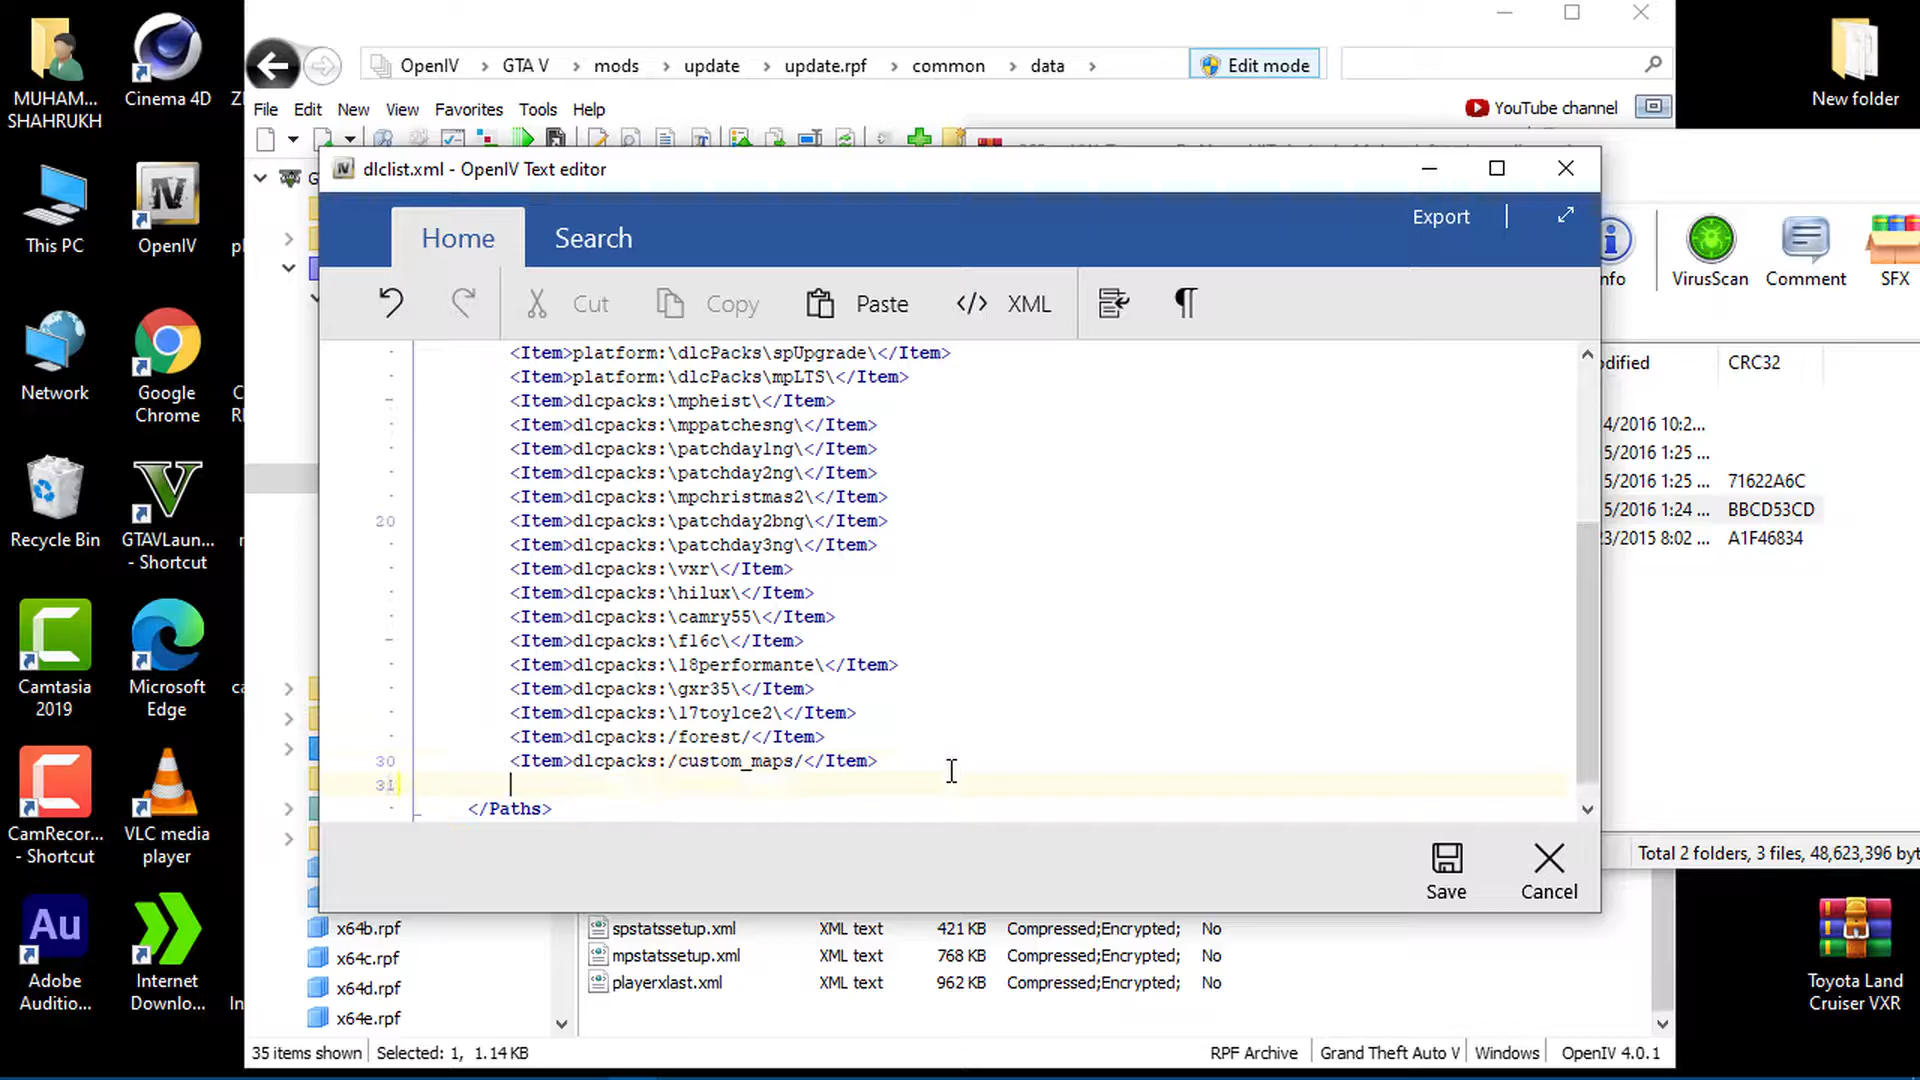 MUHAM...
SHAHRUKH
Cinema 4D
This PC
OpenIV
Network
Google
Chrome
Recycle Bin
GTAVLaun...
- Shortcut
Camtasia
2019
Microsoft
Edge
CamRecor...
- Shortcut
VLC media
player
Adobe
Auditio...
Internet
Downlo...
OpenIV
GTA V
mods
update
update.rpf
common
data
Edit mode
File
Edit
New
View
Favorites
Tools
Help
YouTube channel
New folder
dlclist.xml - OpenIV Text editor
Export
Home
Search
Cut
Copy
Paste
</> XML
<Item>platform:\dlcPacks\spUpgrade\</Item>
<Item>platform:\dlcPacks\mpLTS\</Item>
<Item>dlcpacks:\mpheist\</Item>
<Item>dlcpacks:\mppatchesng\</Item>
<Item>dlcpacks:\patchday1ng\</Item>
<Item>dlcpacks:\patchday2ng\</Item>
<Item>dlcpacks:\mpchristmas2\</Item>
20 <Item>dlcpacks:\patchday2bng\</Item>
<Item>dlcpacks:\patchday3ng\</Item>
<Item>dlcpacks:\vxr\</Item>
<Item>dlcpacks:\hilux\</Item>
<Item>dlcpacks:\camry55\</Item>
<Item>dlcpacks:\f16c\</Item>
<Item>dlcpacks:\18performante\</Item>
<Item>dlcpacks:\gxr35\</Item>
<Item>dlcpacks:\17toylce2\</Item>
<Item>dlcpacks:/forest/</Item>
30 <Item>dlcpacks:/custom_maps/</Item>
31
</Paths>
Save
Cancel
nfo
VirusScan
Comment
SFX
odified
CRC32
4/2016 10:2...
5/2016 1:25 ...
5/2016 1:25 ... 71622A6C
5/2016 1:24 ... BBCD53CD
3/2015 8:02 ... A1F46834
Total 2 folders, 3 files, 48,623,396 byt
x64b.rpf
x64c.rpf
x64d.rpf
x64e.rpf
spstatssetup.xml XML text 421 KB Compressed;Encrypted; No
mpstatssetup.xml XML text 768 KB Compressed;Encrypted; No
playerxlast.xml XML text 962 KB Compressed;Encrypted; No
Toyota Land
Cruiser VXR
35 items shown
Selected: 1, 1.14 KB
RPF Archive
Grand Theft Auto V
Windows
OpenIV 4.0.1